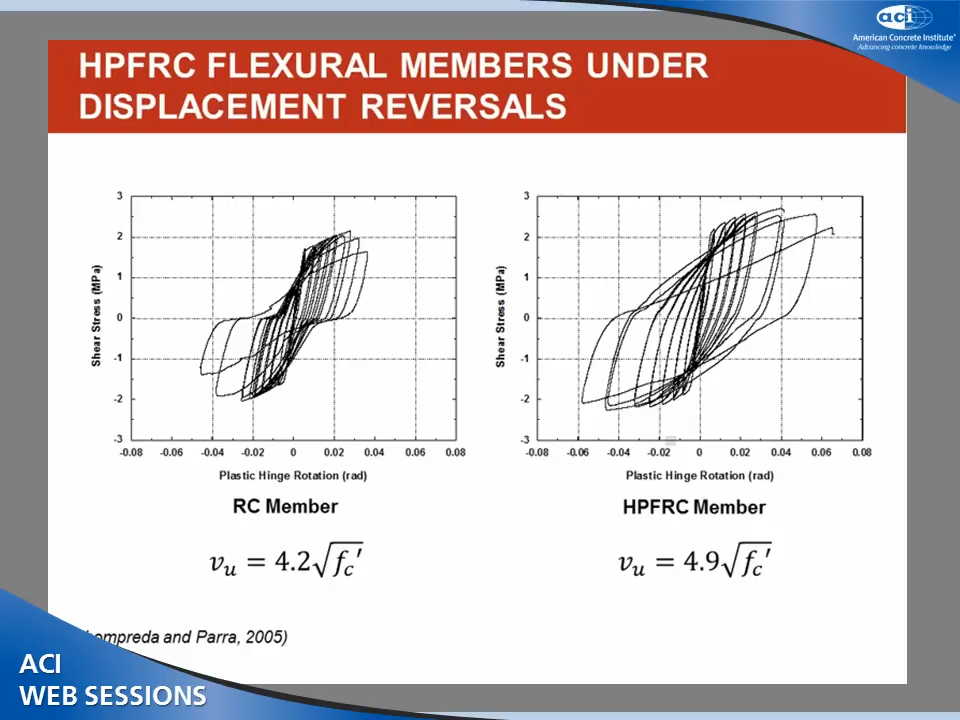 aci
American Concrete Institute®
Advancing concrete knowledge
HPFRC FLEXURAL MEMBERS UNDER
DISPLACEMENT REVERSALS
3
2
1
0
-1
-2
-3
Shear Stress (MPa)
-0.08 -0.06 -0.04 -0.02 0 0.02 0.04 0.06 0.08
Plastic Hinge Rotation (rad)
RC Member
v_u = 4.2√f_c′
3
2
1
0
-1
-2
-3
Shear Stress (MPa)
-0.08 -0.06 -0.04 -0.02 0 0.02 0.04 0.06 0.08
Plastic Hinge Rotation (rad)
HPFRC Member
v_u = 4.9√f_c′
and Parra, 2005)
ACI
WEB SESSIONS